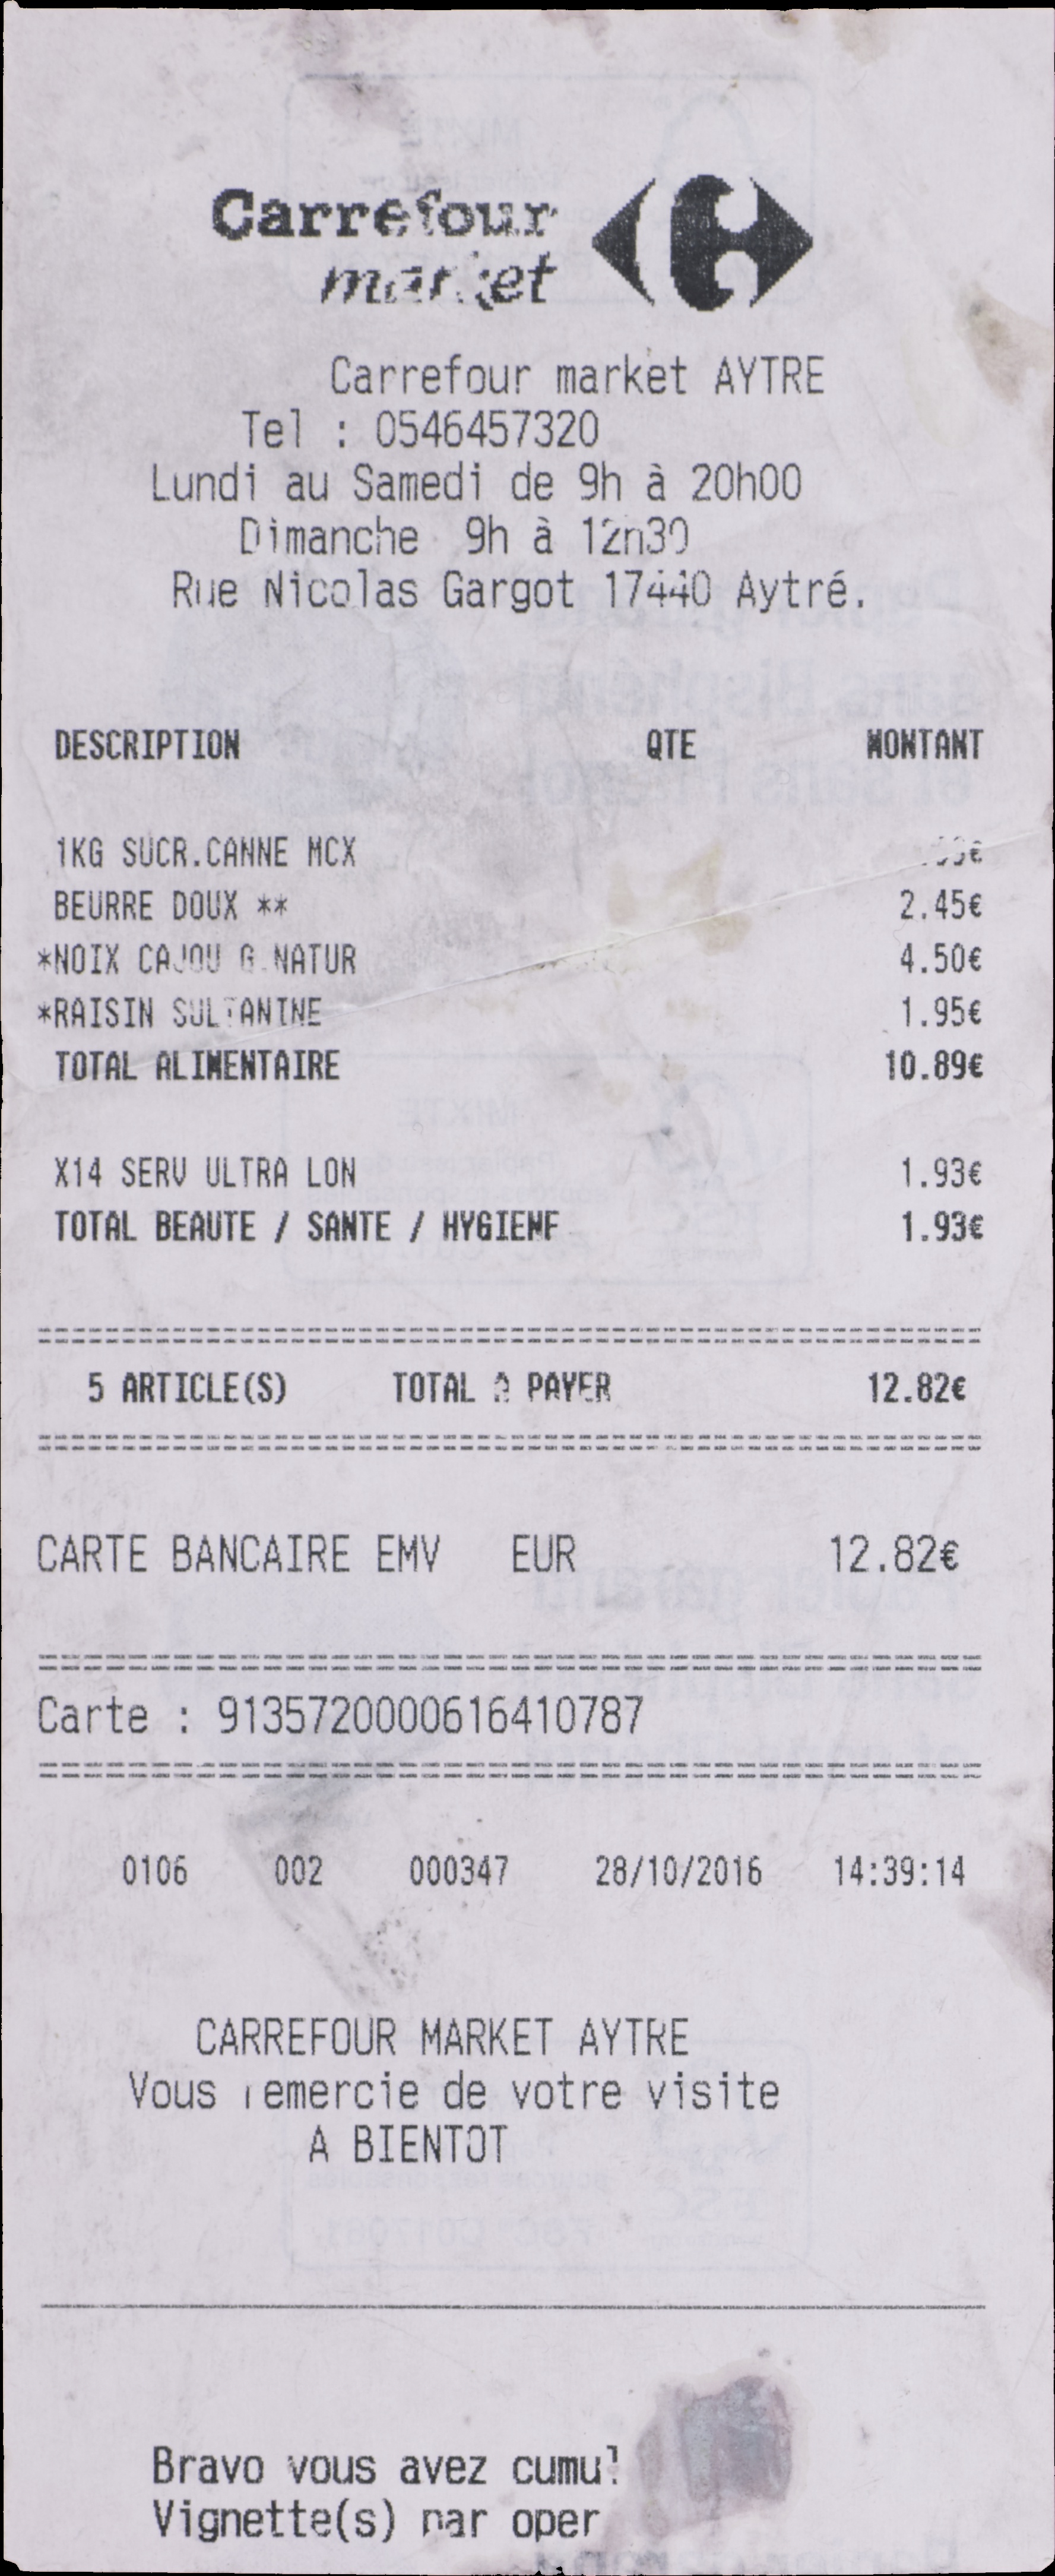 Carrefour
market
Carrefour market AYTRE
Tel : 0546457320
Lundi au Samedi de 9h à 20h00
Dimanche 9h à 12h30
Rue Nicolas Gargot 17440 Aytré.
DESCRIPTION QTE MONTANT
1KG SUCR.CANNE MCX
BEURRE DOUX ** 2.45€
*NOIX CAJOU G.NATUR 4.50€
*RAISIN SULTANINE 1.95€
TOTAL ALIMENTAIRE 10.89€
X14 SERV ULTRA LON 1.93€
TOTAL BEAUTE / SANTE / HYGIENE 1.93€
5 ARTICLE(S) TOTAL A PAYER 12.82€
CARTE BANCAIRE EMV EUR 12.82€
Carte : 9135720000616410787
0106 002 000347 28/10/2016 14:39:14
CARREFOUR MARKET AYTRE
Vous remercie de votre visite
A BIENTOT
Bravo vous avez cumul
Vignette(s) par oper